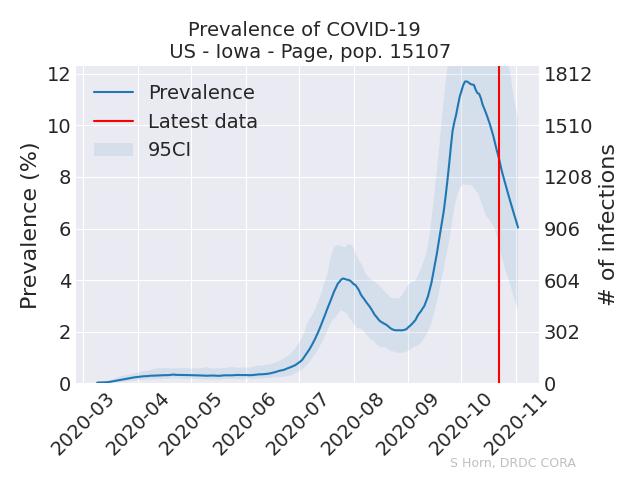 Prevalence of COVID-19
US - Iowa - Page, pop. 15107
Prevalence
Latest data
95CI
Prevalence (%)
12
10
8
6
4
2
0
1812
1510
1208
906
604
302
0
# of infections
2020-03
2020-04
2020-05
2020-06
2020-07
2020-08
2020-09
2020-10
2020-11
S Horn, DRDC CORA